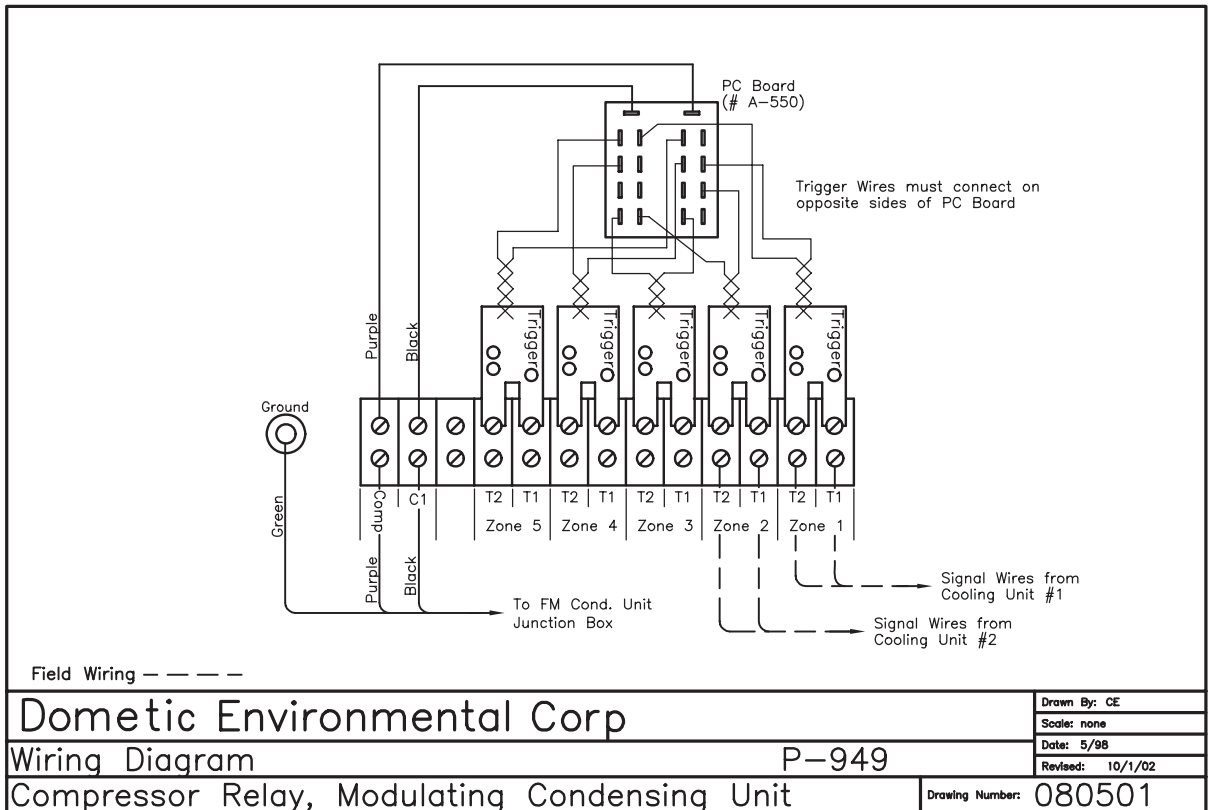 PC Board
(# A-550)
Trigger Wires must connect on
opposite sides of PC Board
Purple
Black
Trigger
Trigger
Trigger
Trigger
Trigger
Ground
Green
Comp
C1
T2 T1 T2 T1 T2 T1 T2 T1 T2 T1
Zone 5 Zone 4 Zone 3 Zone 2 Zone 1
Purple
Black
To FM Cond. Unit
Junction Box
Signal Wires from
Cooling Unit #1
Signal Wires from
Cooling Unit #2
Field Wiring
Dometic Environmental Corp
Drawn By: CE
Scale: none
Date: 5/98
Wiring Diagram P-949
Revised: 10/1/02
Compressor Relay, Modulating Condensing Unit
Drawing Number: 080501